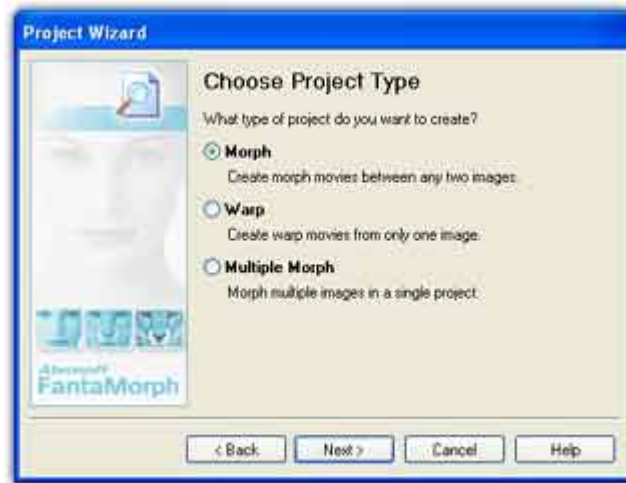 Project Wizard
Choose Project Type
What type of project do you want to create?
Morph
Create morph movies between any two images.
Warp
Create warp movies from only one image.
Multiple Morph
Morph multiple images in a single project.
Abrosoft
FantaMorph
< Back Next > Cancel Help